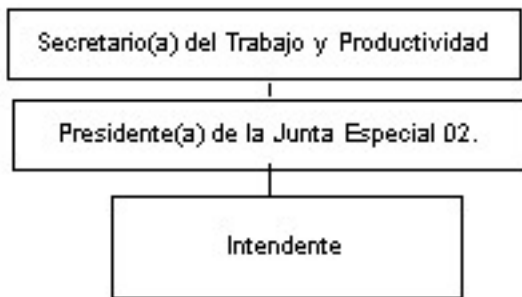 Secretario(a) del Trabajo y Productividad
Presidente(a) de la Junta Especial 02.
Intendente